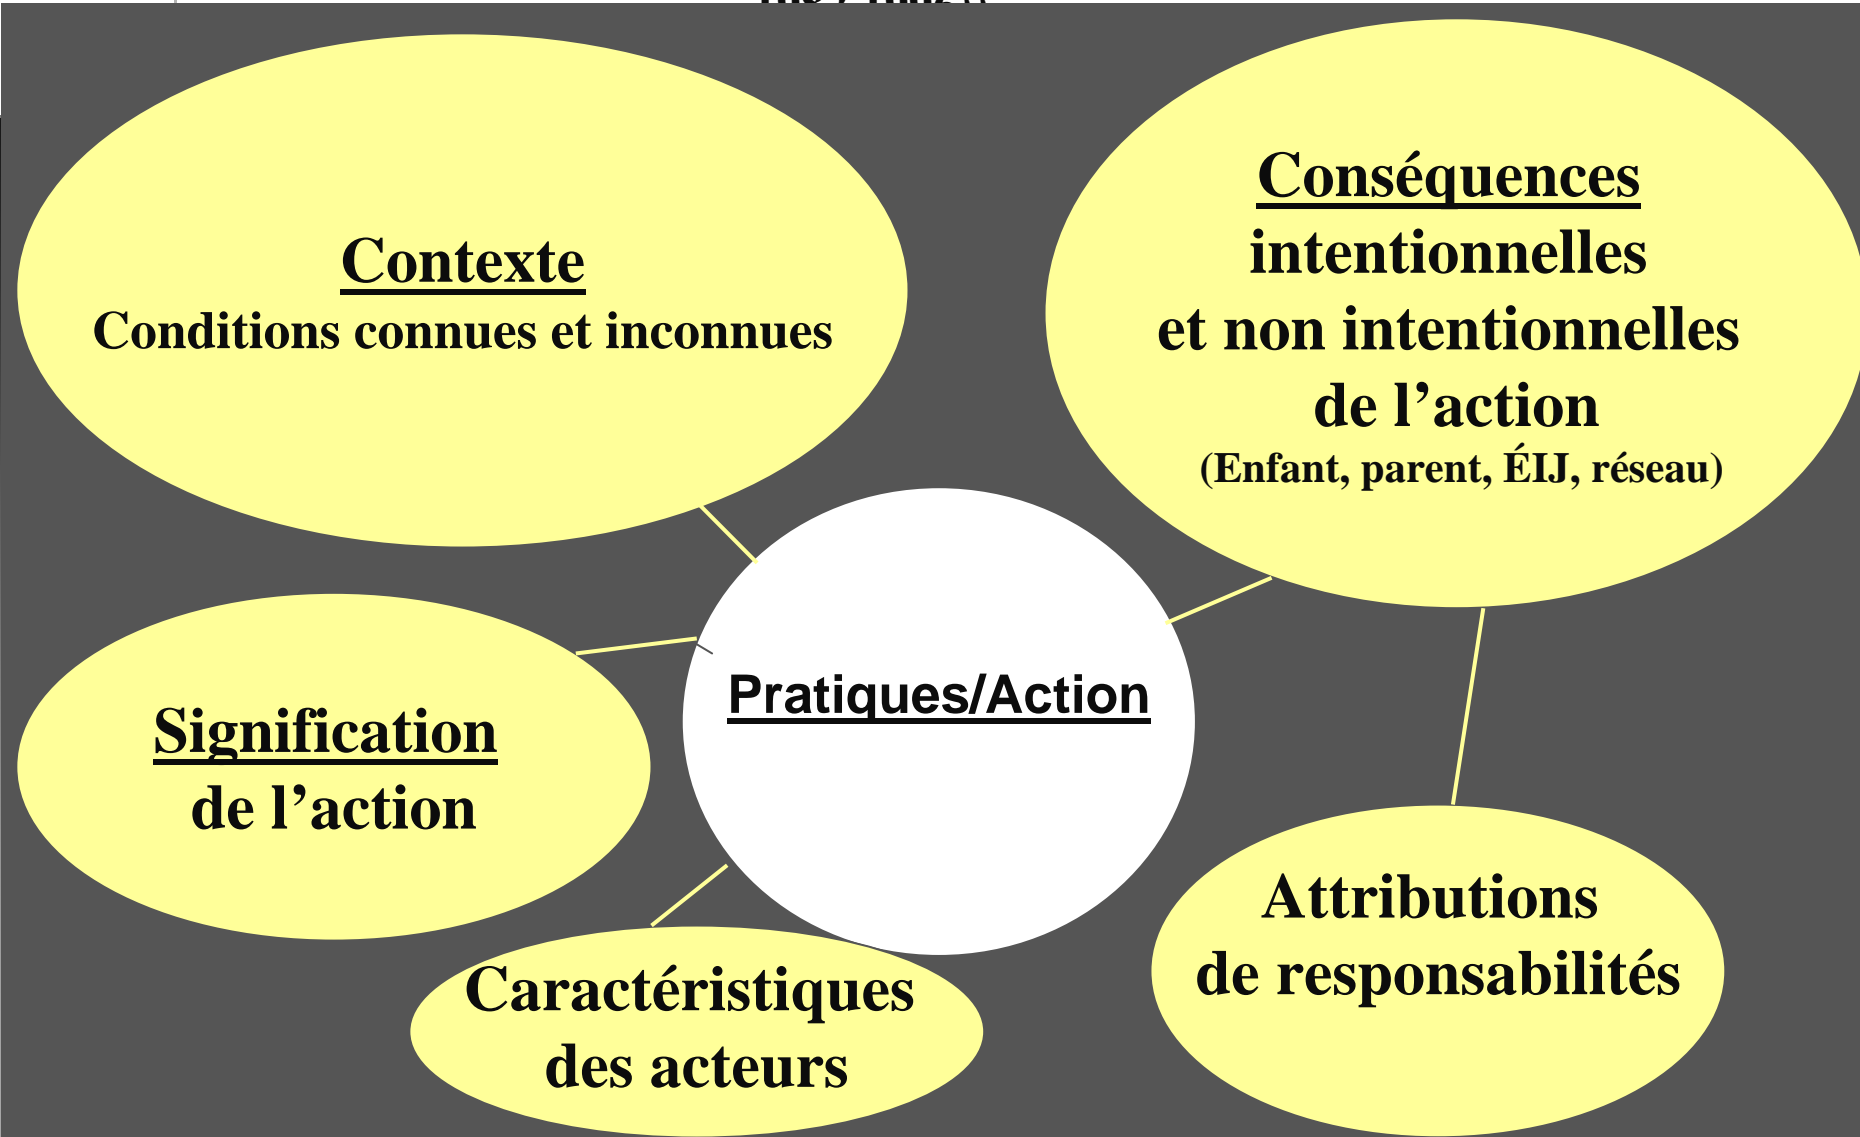 Contexte
Conditions connues et inconnues
Conséquences
intentionnelles
et non intentionnelles
de l’action
(Enfant, parent, ÉIJ, réseau)
Pratiques/Action
Signification
de l’action
Caractéristiques
des acteurs
Attributions
de responsabilités